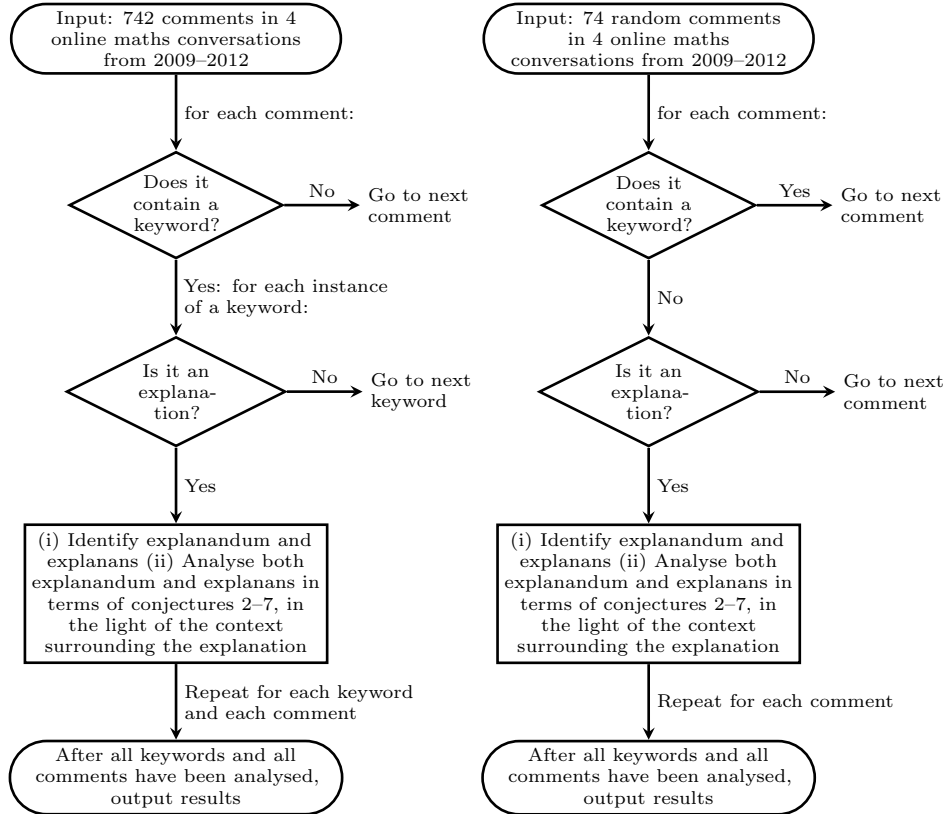 Input: 742 comments in 4
online maths conversations
from 2009–2012
for each comment:
Does it
contain a
keyword?
No
Go to next
comment
Yes: for each instance
of a keyword:
Is it an
explana-
tion?
No
Go to next
keyword
Yes
(i) Identify explanandum and
explanans (ii) Analyse both
explanandum and explanans in
terms of conjectures 2–7, in
the light of the context
surrounding the explanation
Repeat for each keyword
and each comment
After all keywords and all
comments have been analysed,
output results
Input: 74 random comments
in 4 online maths
conversations from 2009–2012
for each comment:
Does it
contain a
keyword?
Yes
Go to next
comment
No
Is it an
explana-
tion?
No
Go to next
comment
Yes
(i) Identify explanandum and
explanans (ii) Analyse both
explanandum and explanans in
terms of conjectures 2–7, in
the light of the context
surrounding the explanation
Repeat for each comment
After all keywords and all
comments have been analysed,
output results